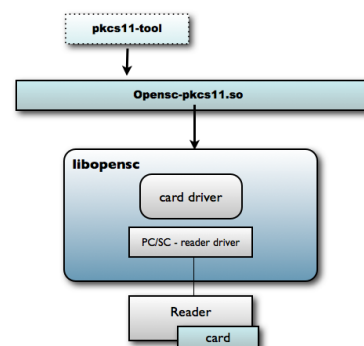 pkcs11-tool
Opensc-pkcs11.so
libopensc
card driver
PC/SC - reader driver
Reader
card